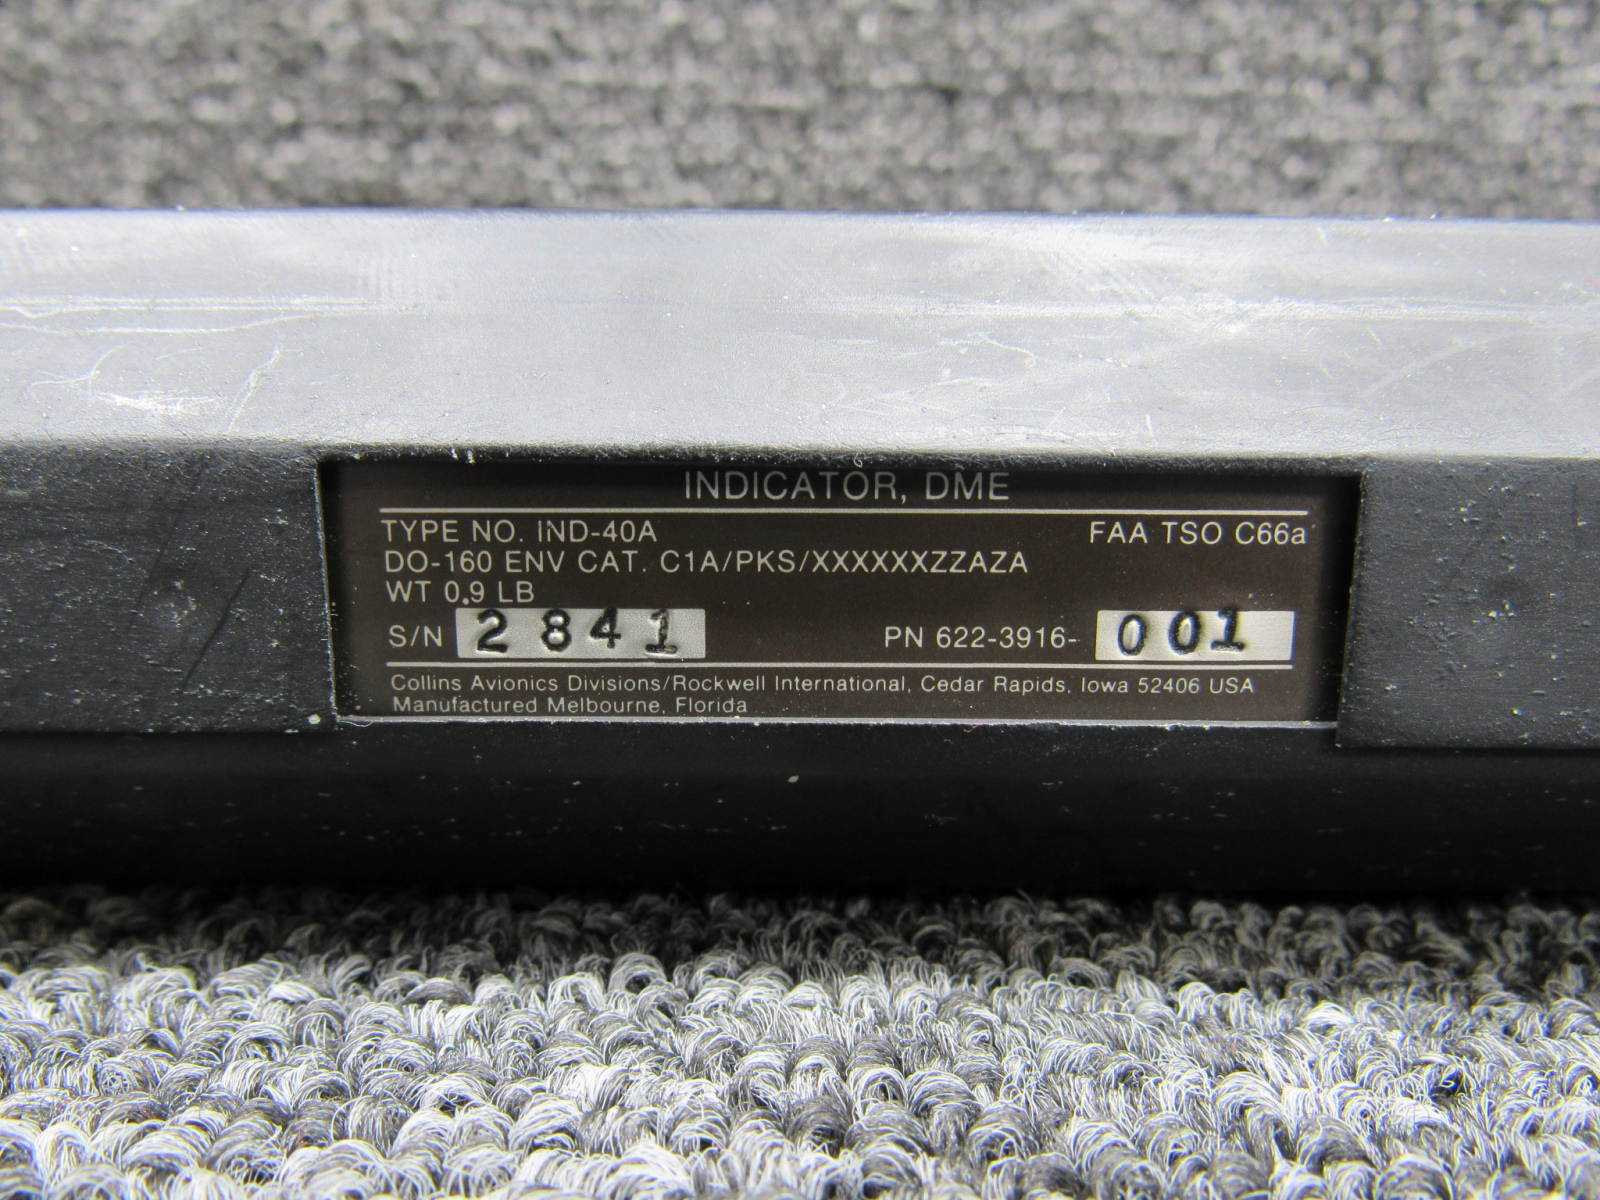 INDICATOR, DME
TYPE NO. IND-40A FAA TSO C66a
DO-160 ENV CAT. C1A/PKS/XXXXXXZZAZA
WT 0.9 LB
S/N 2841 PN 622-3916- 001
Collins Avionics Divisions/Rockwell International, Cedar Rapids, Iowa 52406 USA
Manufactured Melbourne, Florida